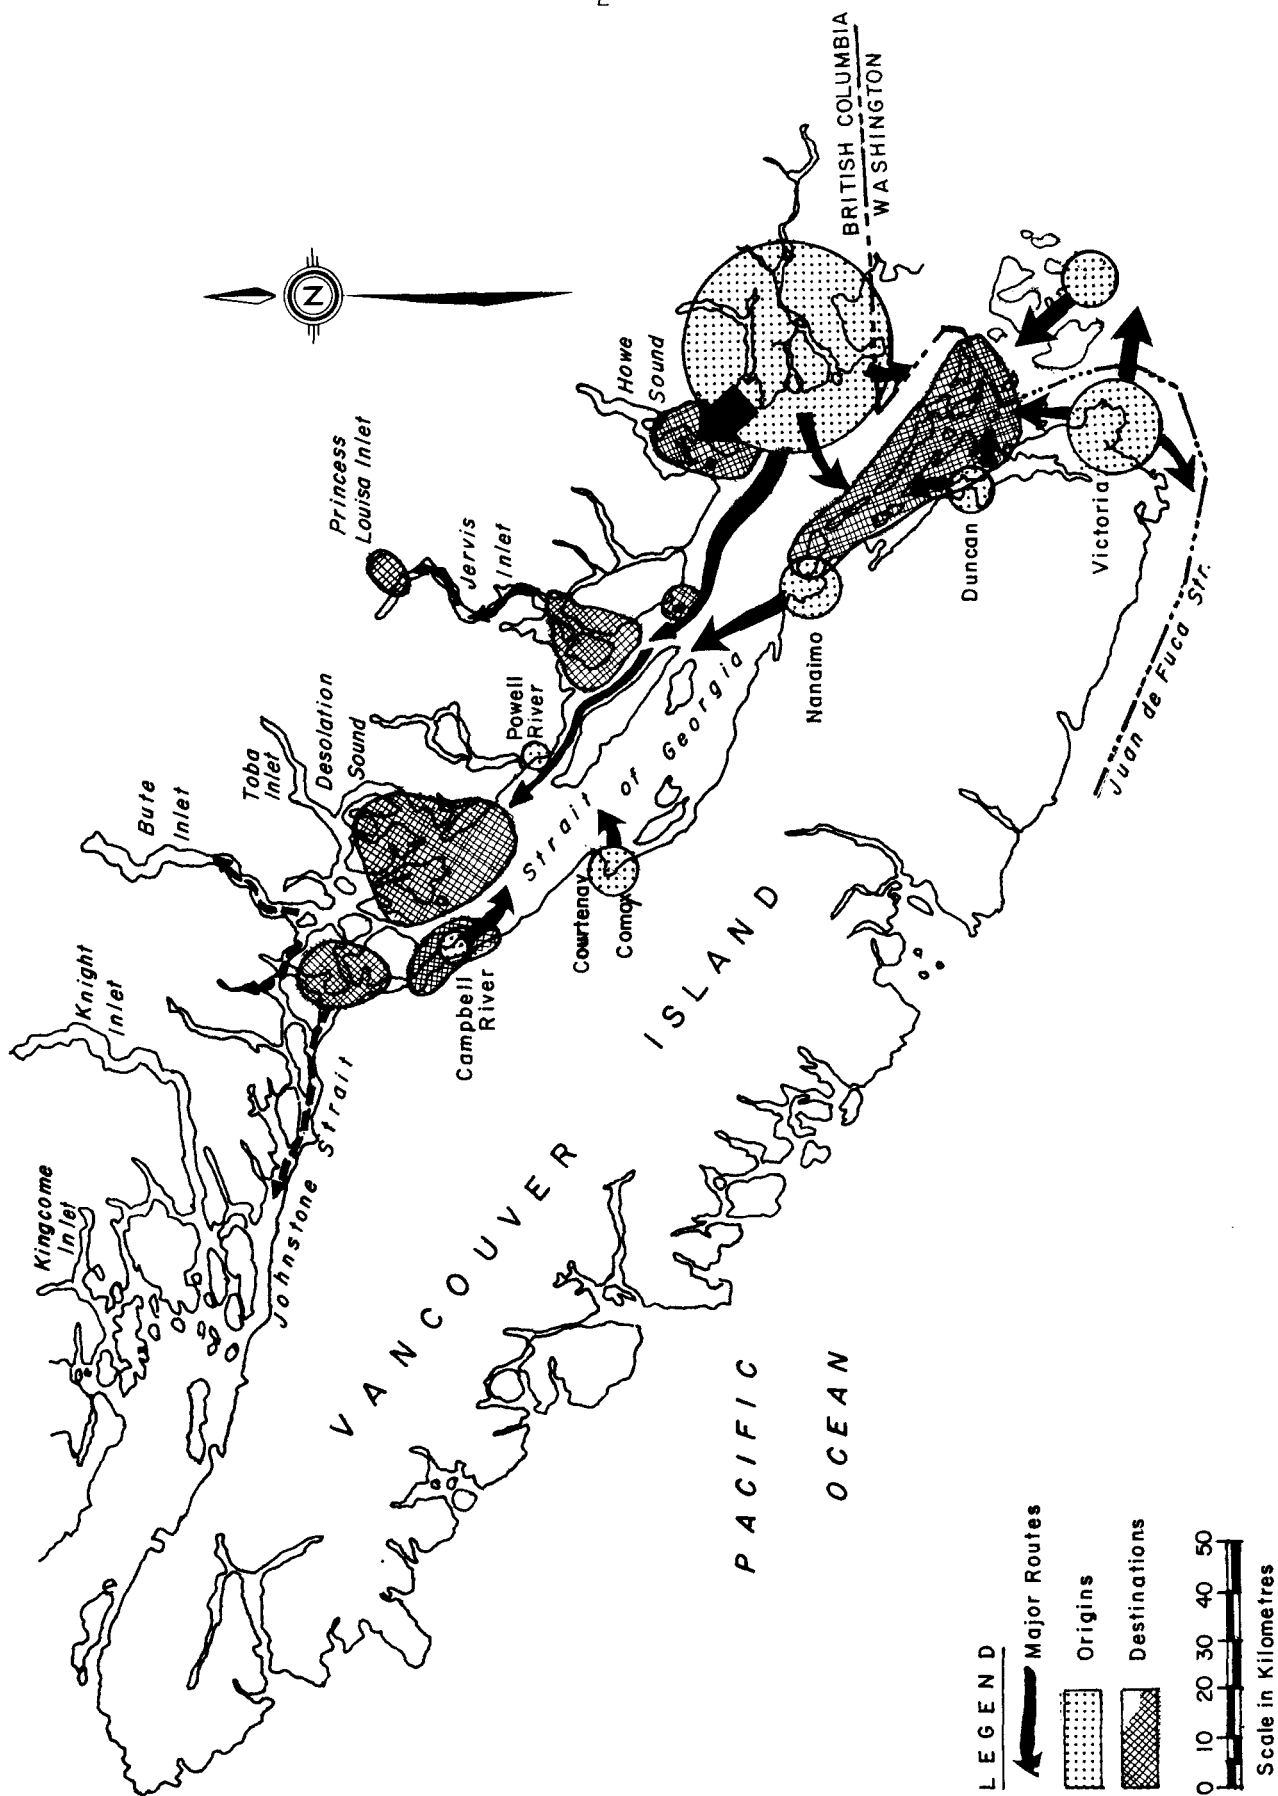 Kingcome
Inlet
Knight
Inlet
Bute
Inlet
Toba
Inlet
Desolation
Sound
Princess
Louisa Inlet
Jervis
Inlet
Howe
Sound
N
BRITISH COLUMBIA
WASHINGTON
Johnstone Strait
Campbell
River
Powell
River
Courtenay
Comox
Strait of Georgia
Nanaimo
Duncan
Victoria
Juan de Fuca Str.
VANCOUVER ISLAND
PACIFIC
OCEAN
LEGEND
Major Routes
Origins
Destinations
0 10 20 30 40 50
Scale in Kilometres